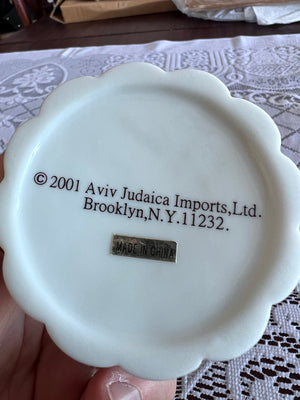 © 2001 Aviv Judaica Imports,Ltd.
Brooklyn,N.Y.11232.
MADE IN CHINA